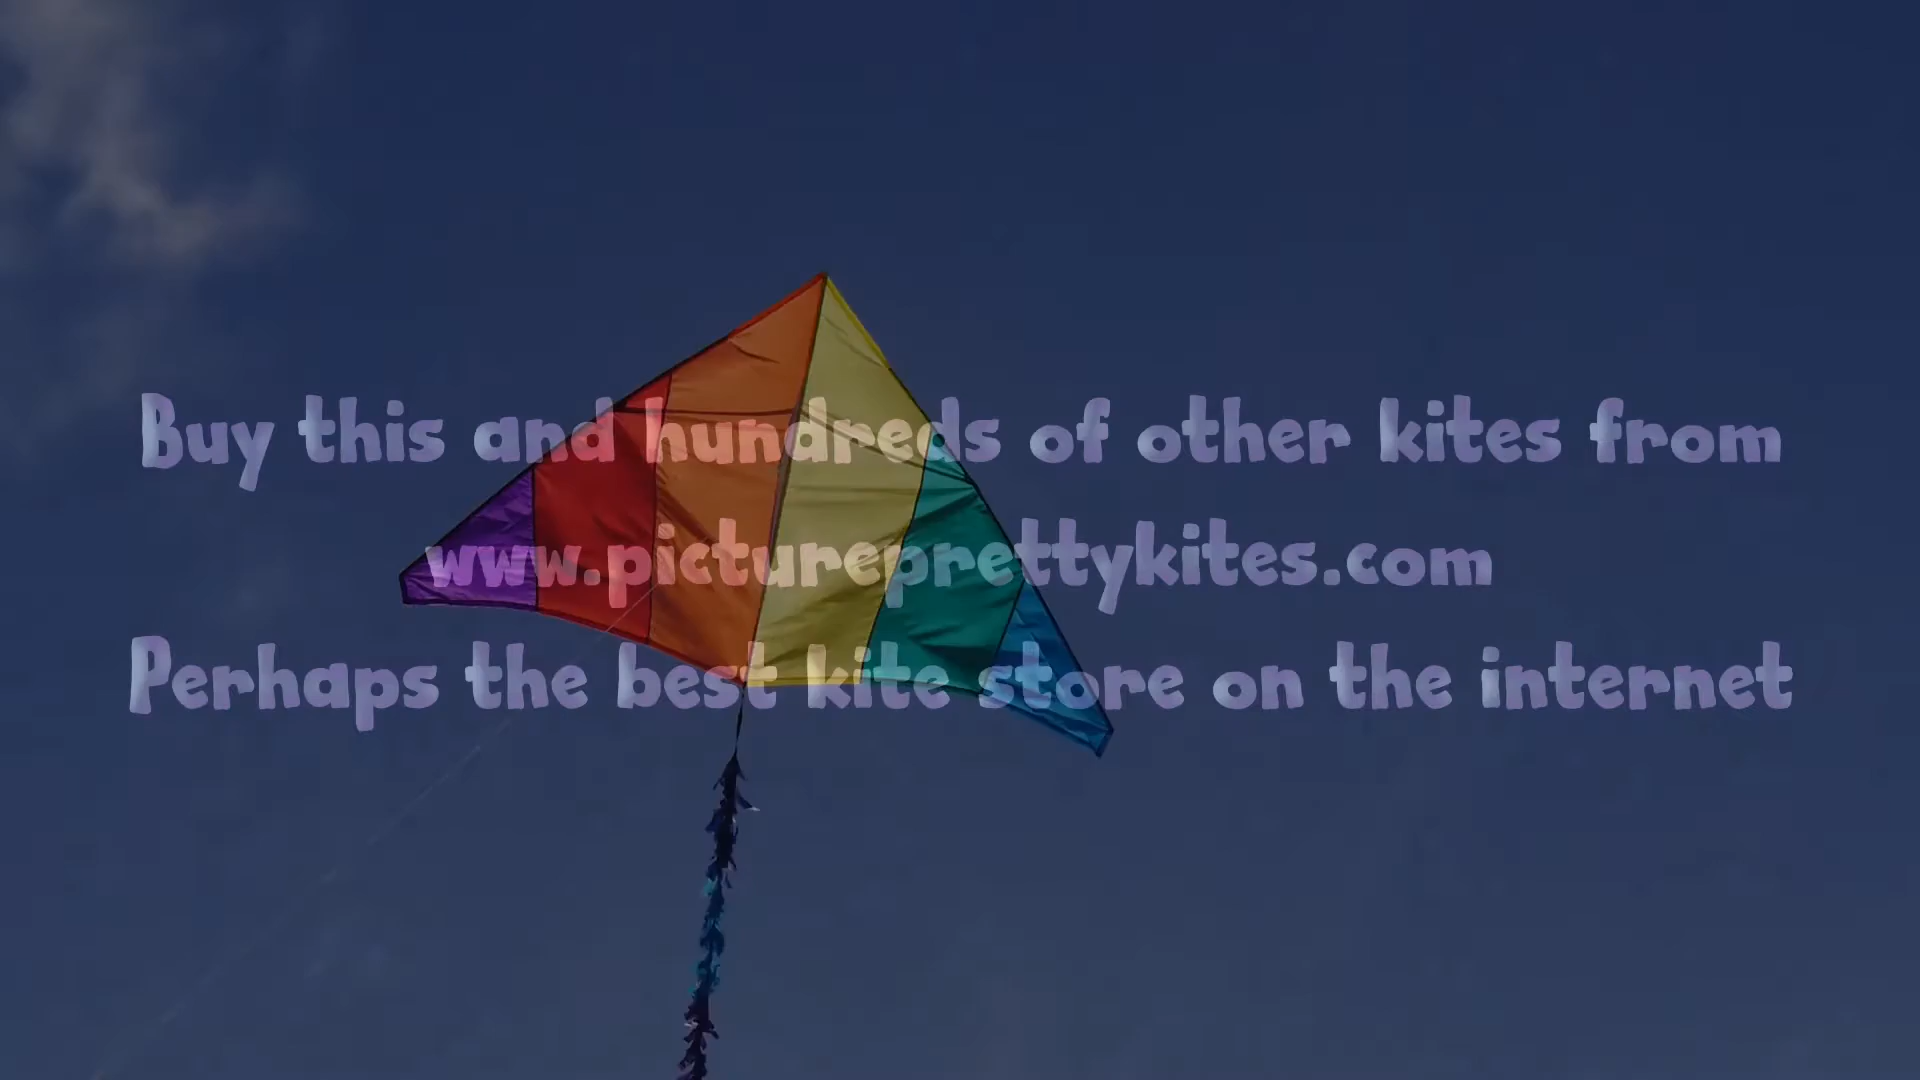 Buy this and hundreds of other kites from
www.pictureprettykites.com
Perhaps the best kite store on the internet